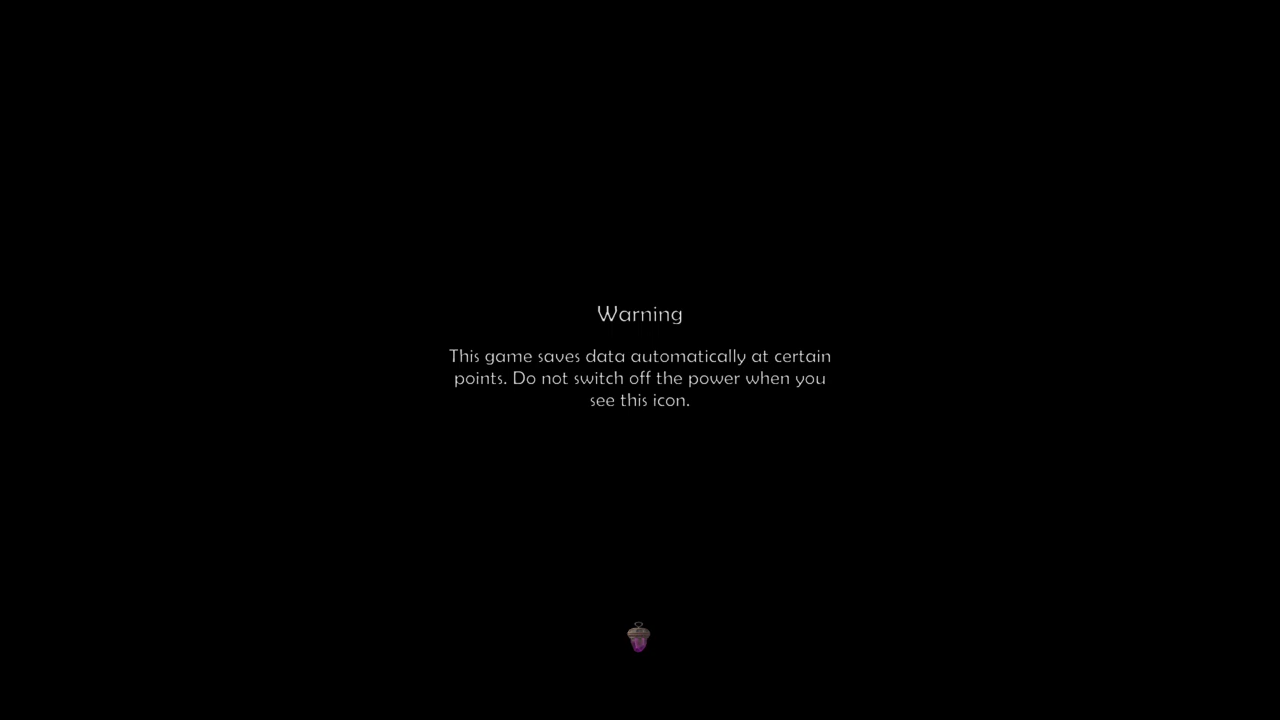 Warning
This game saves data automatically at certain
points. Do not switch off the power when you
see this icon.